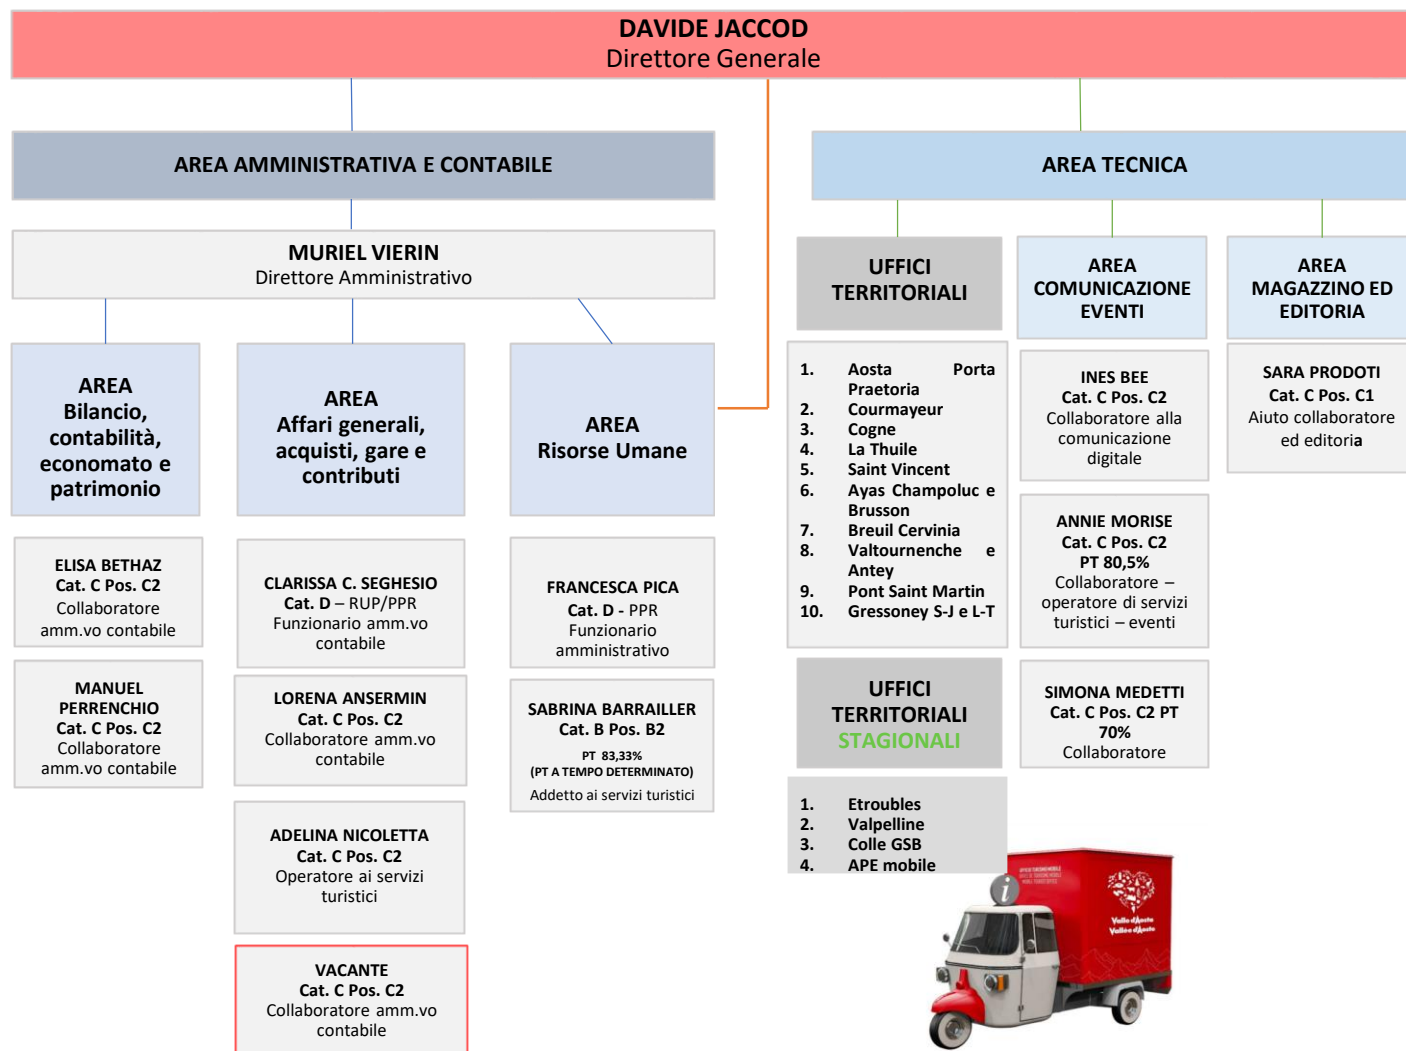 DAVIDE JACCOD
Direttore Generale
AREA AMMINISTRATIVA E CONTABILE
MURIEL VIERIN
Direttore Amministrativo
AREA
Bilancio,
contabilità,
economato e
patrimonio
ELISA BETHAZ
Cat. C Pos. C2
Collaboratore
amm.vo contabile
MANUEL
PERRENCHIO
Cat. C Pos. C2
Collaboratore
amm.vo contabile
AREA
Affari generali,
acquisti, gare e
contributi
CLARISSA C. SEGHESIO
Cat. D – RUP/PPR
Funzionario amm.vo
contabile
LORENA ANSERMIN
Cat. C Pos. C2
Collaboratore amm.vo
contabile
ADELINA NICOLETTA
Cat. C Pos. C2
Operatore ai servizi
turistici
VACANTE
Cat. C Pos. C2
Collaboratore amm.vo
contabile
AREA
Risorse Umane
FRANCESCA PICA
Cat. D - PPR
Funzionario
amministrativo
SABRINA BARRAILLER
Cat. B Pos. B2
PT 83,33%
(PT A TEMPO DETERMINATO)
Addetto ai servizi turistici
AREA TECNICA
UFFICI
TERRITORIALI
1. Aosta Porta
Praetoria
2. Courmayeur
3. Cogne
4. La Thuile
5. Saint Vincent
6. Ayas Champoluc e
Brusson
7. Breuil Cervinia
8. Valtournenche e
Antey
9. Pont Saint Martin
10. Gressoney S-J e L-T
UFFICI
TERRITORIALI
STAGIONALI
1. Etroubles
2. Valpelline
3. Colle GSB
4. APE mobile
AREA
COMUNICAZIONE
EVENTI
INES BEE
Cat. C Pos. C2
Collaboratore alla
comunicazione
digitale
ANNIE MORISE
Cat. C Pos. C2
PT 80,5%
Collaboratore –
operatore di servizi
turistici – eventi
SIMONA MEDETTI
Cat. C Pos. C2 PT
70%
Collaboratore
AREA
MAGAZZINO ED
EDITORIA
SARA PRODOTI
Cat. C Pos. C1
Aiuto collaboratore
ed editoria
i
Valle d'Aosta
Vallée d'Aoste